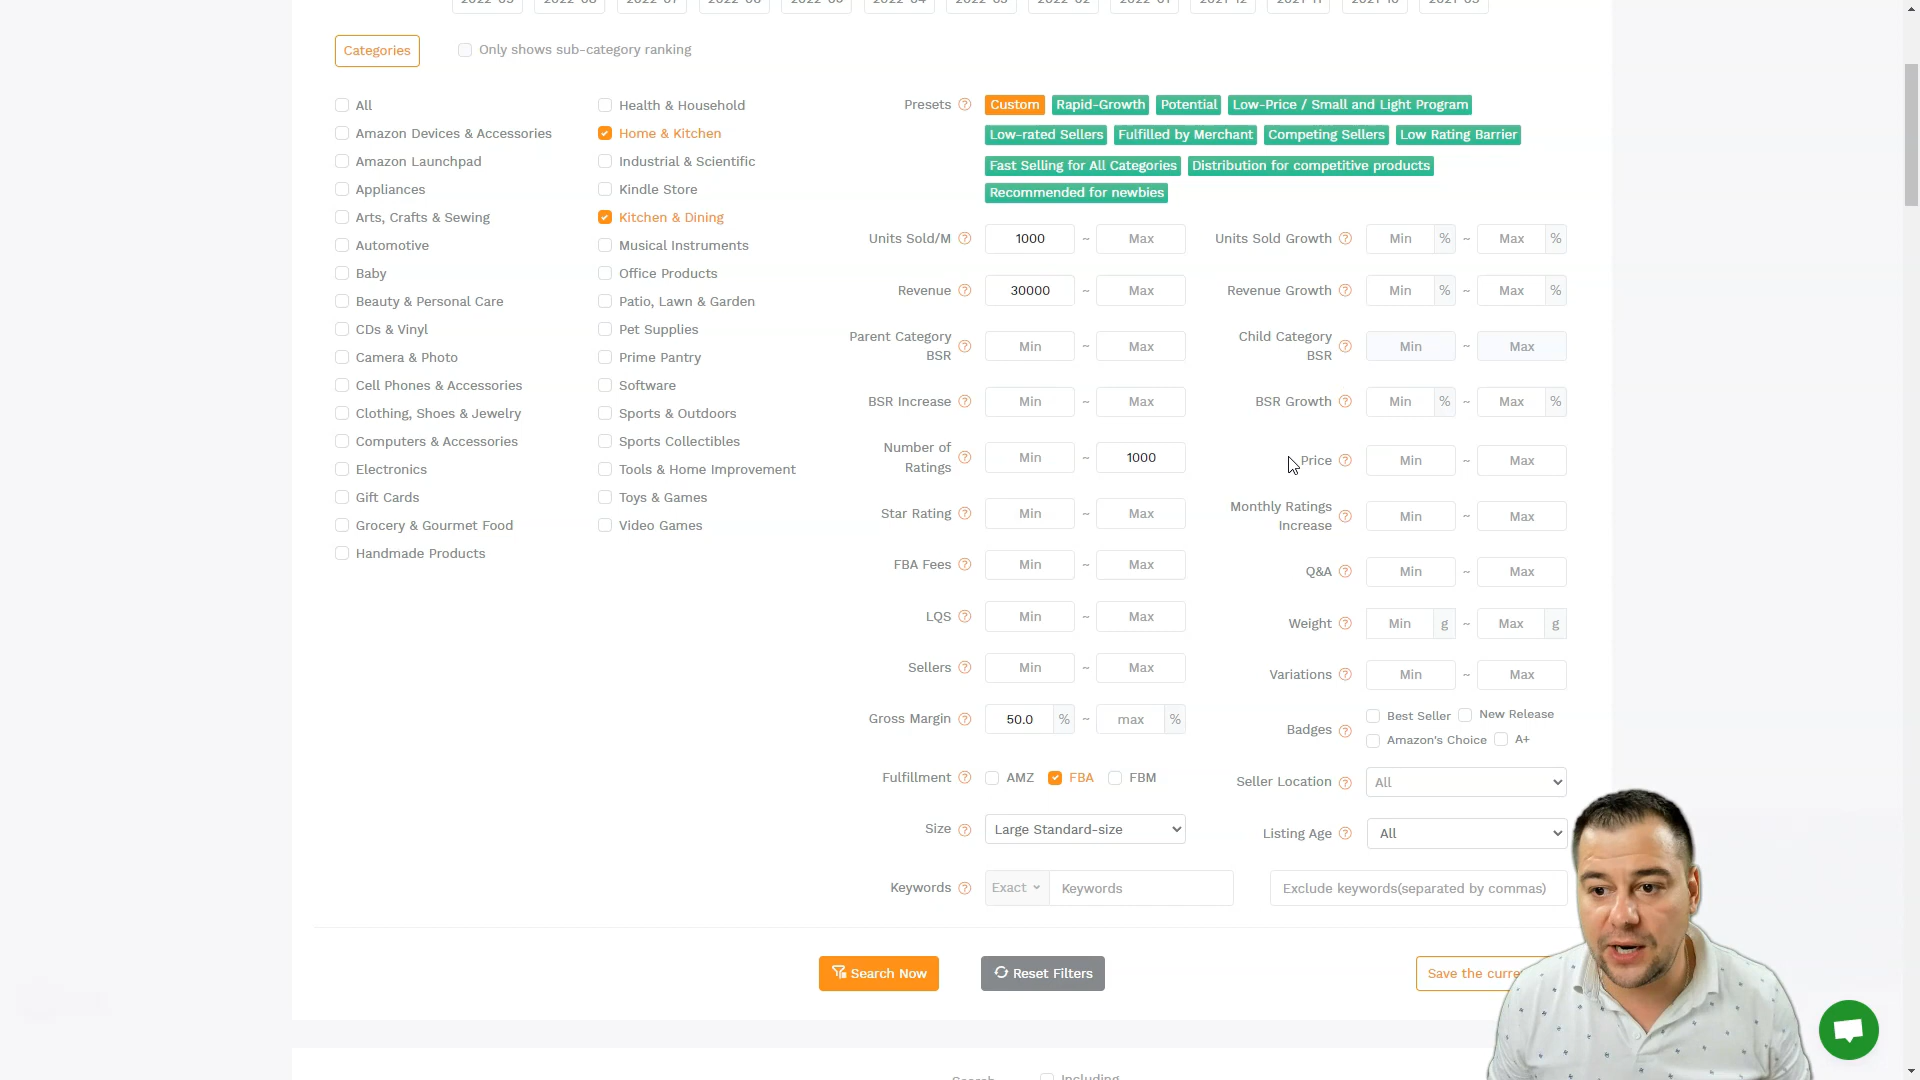 Categories
Only shows sub-category ranking
All
Amazon Devices & Accessories
Amazon Launchpad
Appliances
Arts, Crafts & Sewing
Automotive
Baby
Beauty & Personal Care
CDs & Vinyl
Camera & Photo
Cell Phones & Accessories
Clothing, Shoes & Jewelry
Computers & Accessories
Electronics
Gift Cards
Grocery & Gourmet Food
Handmade Products
Health & Household
Home & Kitchen
Industrial & Scientific
Kindle Store
Kitchen & Dining
Musical Instruments
Office Products
Patio, Lawn & Garden
Pet Supplies
Prime Pantry
Software
Sports & Outdoors
Sports Collectibles
Tools & Home Improvement
Toys & Games
Video Games
Presets ? Custom Rapid-Growth Potential Low-Price / Small and Light Program
Low-rated Sellers Fulfilled by Merchant Competing Sellers Low Rating Barrier
Fast Selling for All Categories Distribution for competitive products
Recommended for newbies
Units Sold/M ? 1000 ~ Max Units Sold Growth ? Min % ~ Max %
Revenue ? 30000 ~ Max Revenue Growth ? Min % ~ Max %
Parent Category
BSR ? Min ~ Max
Child Category
BSR ? Min ~ Max
BSR Increase ? Min ~ Max BSR Growth ? Min % ~ Max %
Number of
Ratings ? Min ~ 1000
Price ? Min ~ Max
Star Rating ? Min ~ Max
Monthly Ratings
Increase ? Min ~ Max
FBA Fees ? Min ~ Max Q&A ? Min ~ Max
LQS ? Min ~ Max Weight ? Min g ~ Max g
Sellers ? Min ~ Max Variations ? Min ~ Max
Gross Margin ? 50.0 % ~ max %
Badges ? Best Seller New Release
Amazon's Choice A+
Fulfillment ? AMZ FBA FBM Seller Location ? All
Size ? Large Standard-size Listing Age ? All
Keywords ? Exact Keywords Exclude keywords(separated by commas)
Search Now Reset Filters Save the
Including